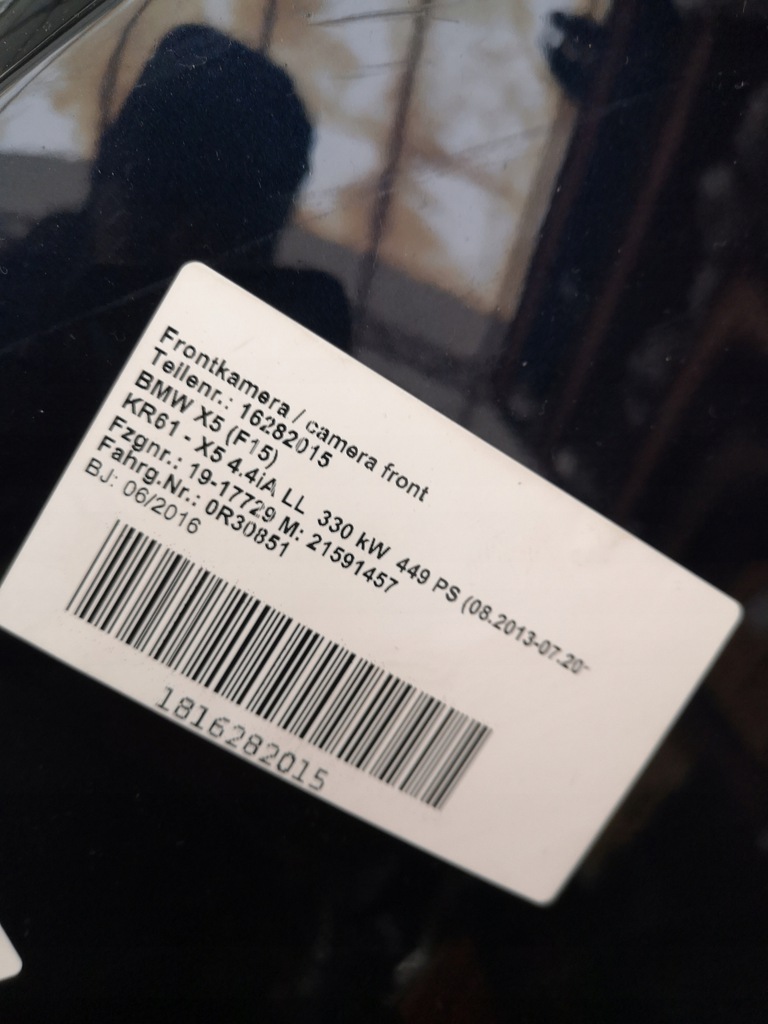 Frontkamera / camera front
Teilenr.: 16282015
BMW X5 (F15)
KR61 - X5 4.4iA LL 330 kW 449 PS (08.2013-07.20
Fzgnr.: 19-17729 M: 21591457
Fahrg.Nr.: 0R30851
BJ: 06/2016
1816282015